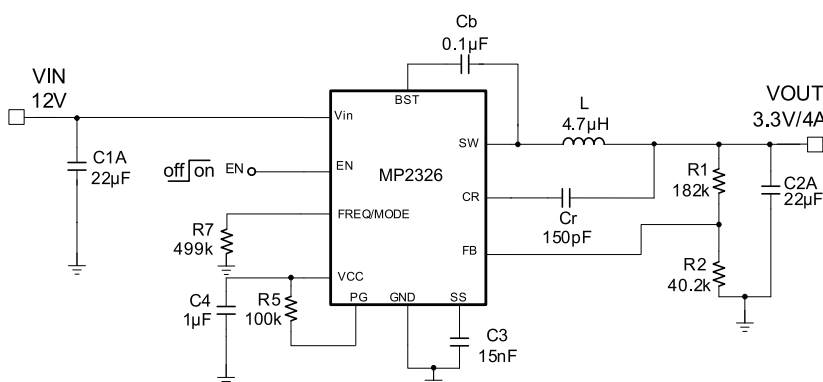 Cb
0.1µF
VIN
12V
BST
L
4.7µH
VOUT
3.3V/4A
Vin
SW
C1A
22µF
off on EN
EN
MP2326
R1
182k
C2A
22µF
CR
Cr
150pF
R7
499k
FREQ/MODE
FB
R2
40.2k
VCC
C4
1µF
R5
100k
PG
GND
SS
C3
15nF